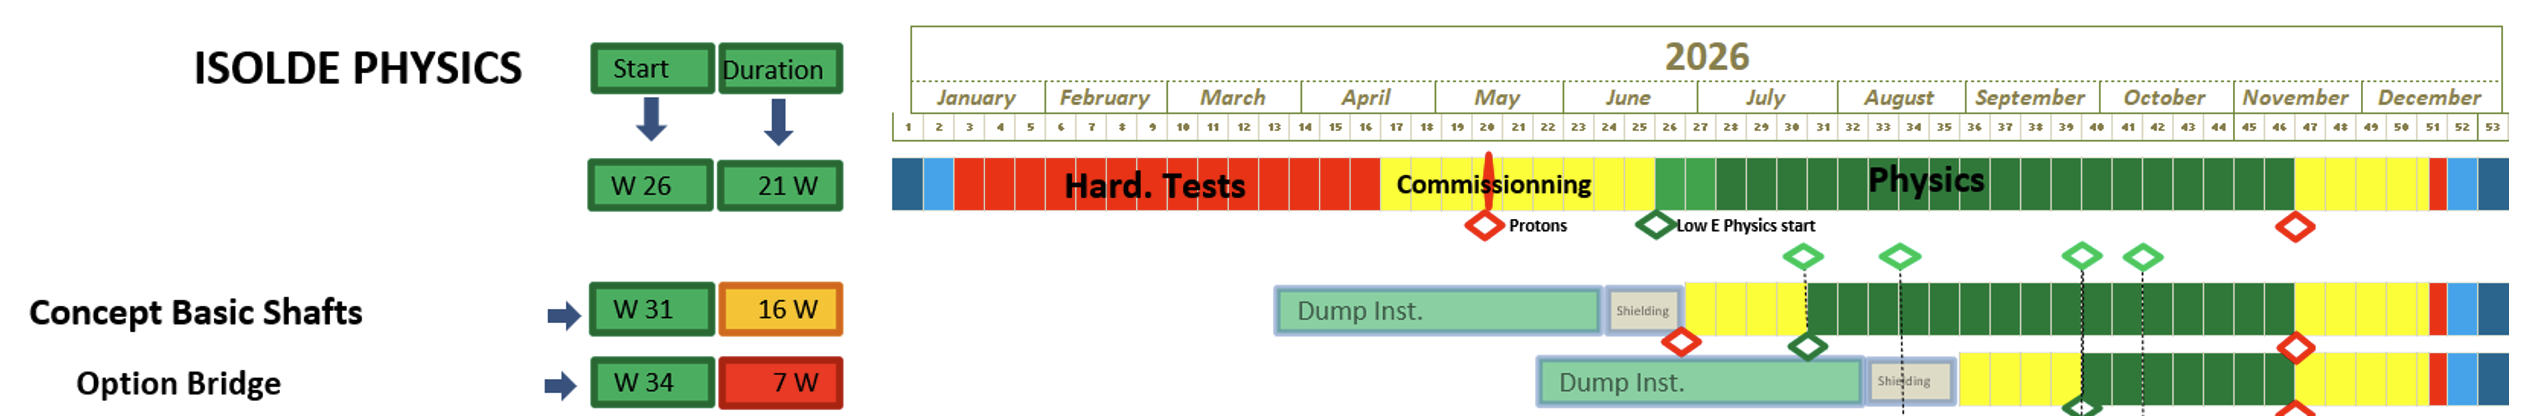 2026
ISOLDE PHYSICS Start Duration
January February March April May June July August September October November December
1 2 3 4 5 6 7 8 9 10 11 12 13 14 15 16 17 18 19 20 21 22 23 24 25 26 27 28 29 30 31 32 33 34 35 36 37 38 39 40 41 42 43 44 45 46 47 48 49 50 51 52 53
W 26 21 W Hard. Tests Commissionning Physics
Protons Low E Physics start
Concept Basic Shafts W 31 16 W Dump Inst. Shielding
Option Bridge W 34 7 W Dump Inst. Shielding